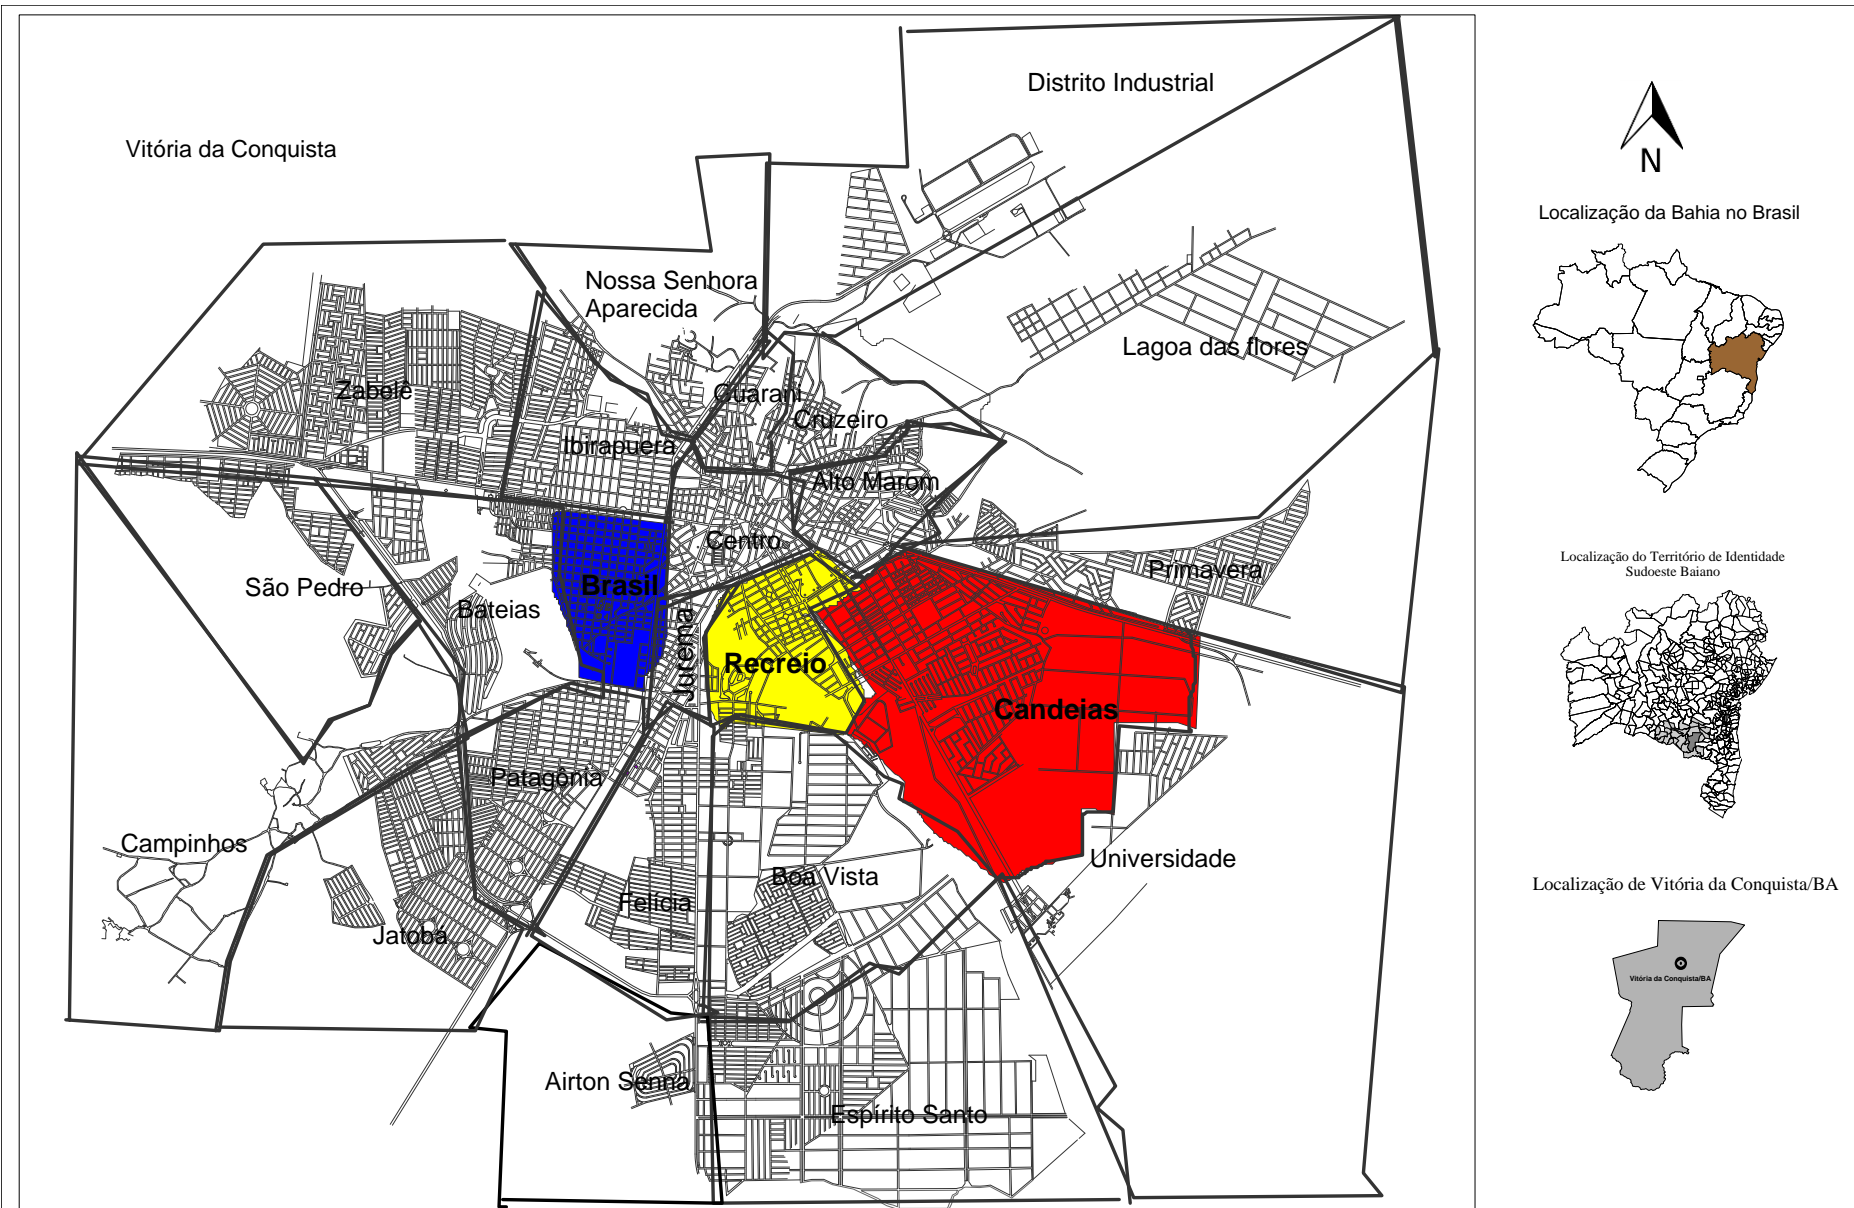 Distrito Industrial
Vitória da Conquista
Nossa Senhora
Aparecida
Lagoa das flores
Zabelê
Guarani
Cruzeiro
Ibirapuera
Alto Marom
Centro
Primavera
São Pedro
Bateias
Brasil
Jurema
Recreio
Candeias
Patagônia
Campinhos
Universidade
Boa Vista
Felícia
Jatobá
Airton Senna
Espírito Santo
N
Localização da Bahia no Brasil
Localização do Território de Identidade
Sudoeste Baiano
Localização de Vitória da Conquista/BA
Vitória da Conquista/BA